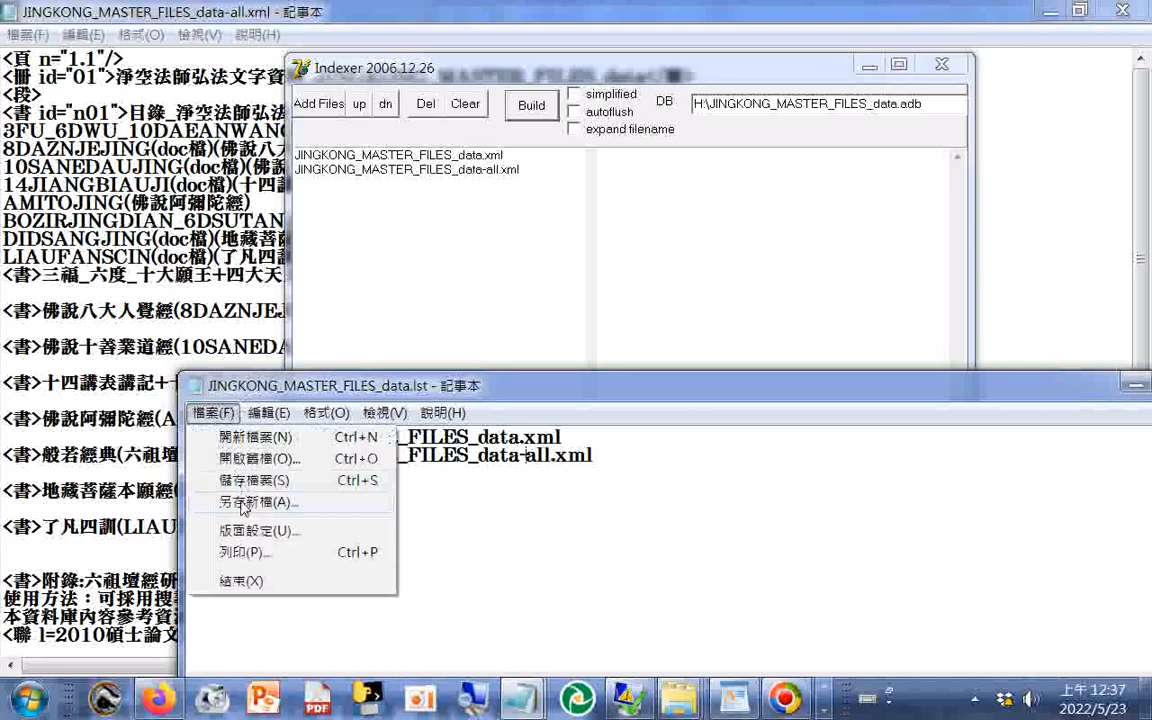 JINGKONG_MASTER_FILES_data-all.xml - 記事本
檔案(F) 編輯(E) 格式(O) 檢視(V) 說明(H)
<頁 n="1.1"/>
<冊 id="01">淨空法師弘法文字資
<段>
<書 id="n01">目錄_淨空法師弘法
3FU_6DWU_10DAEANWANG
8DAZNJEJING(doc檔)(佛說八
10SANEDAUJING(doc檔)(佛
14JIANGBIAUJI(doc檔)(十四講
AMITOJING(佛說阿彌陀經)
BOZIRJINGDIAN_6DSUTAN
DIDSANGJING(doc檔)(地藏菩薩
LIAUFANSCIN(doc檔)(了凡四
<書>三福_六度_十大願王+四大天
<書>佛說八大人覺經(8DAZNJEJ
<書>佛說十善業道經(10SANEDA
<書>十四講表講記+十
<書>佛說阿彌陀經(A
<書>般若經典(六祖壇
<書>地藏菩薩本願經(
<書>了凡四訓(LIAU
<書>附錄:六祖壇經研
使用方法：可採用搜
本資料庫內容參考資
<聯 l=2010碩士論文
Indexer 2006.12.26
Add Files up dn Del Clear Build
simplified
autoflush
expand filename
DB H:\JINGKONG_MASTER_FILES_data.adb
JINGKONG_MASTER_FILES_data.xml
JINGKONG_MASTER_FILES_data-all.xml
JINGKONG_MASTER_FILES_data.lst - 記事本
檔案(F) 編輯(E) 格式(O) 檢視(V) 說明(H)
_FILES_data.xml
_FILES_data-all.xml
開新檔案(N) Ctrl+N
開啟舊檔(O)... Ctrl+O
儲存檔案(S) Ctrl+S
另存新檔(A)...
版面設定(U)...
列印(P)... Ctrl+P
結束(X)
上午 12:37
2022/5/23